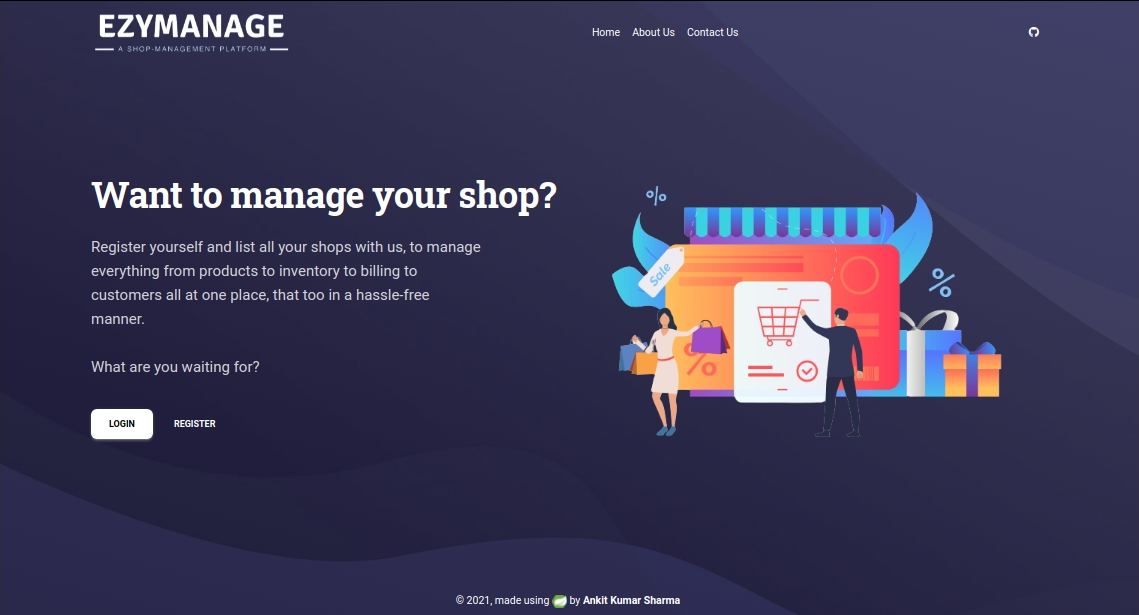 EZYMANAGE
A SHOP-MANAGEMENT PLATFORM
Home About Us Contact Us
Want to manage your shop?
Register yourself and list all your shops with us, to manage
everything from products to inventory to billing to
customers all at one place, that too in a hassle-free
manner.
What are you waiting for?
LOGIN REGISTER
%
Sale
%
%
© 2021, made using by Ankit Kumar Sharma